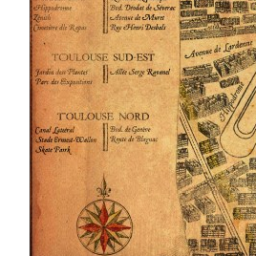 Hippodrome
Bvd. Déodat de Séverac
Zénith
Avenue de Muret
Cimetière de Rapas
Rue Henri Desbals
TOULOUSE SUD-EST
Jardin des Plantes
Allée Serge Ravanel
Parc des Expositions
TOULOUSE NORD
Canal Latéral
Bvd. de Genève
Stade Ernest-Wallon
Route de Blagnac
Skate Park
Avenue de Lardenne
Hippodrome